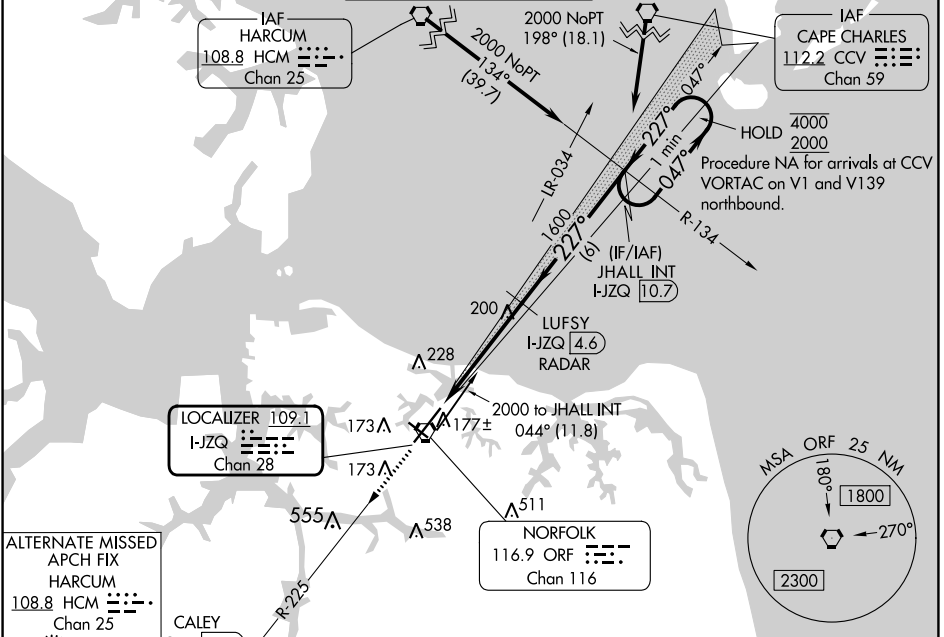 IAF
HARCUM
108.8 HCM
Chan 25
2000 NoPT
134°
(39.7)
2000 NoPT
198° (18.1)
IAF
CAPE CHARLES
112.2 CCV
Chan 59
047°
227°
1 min
047°
HOLD 4000
2000
Procedure NA for arrivals at CCV
VORTAC on V1 and V139
northbound.
LR-034
R-134
1600
227°
(6)
(IF/IAF)
JHALL INT
I-JZQ 10.7
200
LUFSY
I-JZQ 4.6
RADAR
228
2000 to JHALL INT
044° (11.8)
LOCALIZER 109.1
I-JZQ
Chan 28
173
177±
173
555
538
511
NORFOLK
116.9 ORF
Chan 116
MSA ORF 25 NM
180°
1800
270°
2300
ALTERNATE MISSED
APCH FIX
HARCUM
108.8 HCM
Chan 25
R-225
CALEY